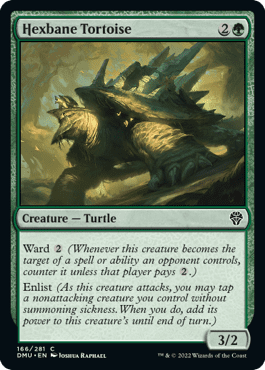 Hexbane Tortoise 2
Creature — Turtle
Ward 2 (Whenever this creature becomes the
target of a spell or ability an opponent controls,
counter it unless that player pays 2.)
Enlist (As this creature attacks, you may tap
a nonattacking creature you control without
summoning sickness. When you do, add its
power to this creature's until end of turn.)
3/2
166/281 C
DMU • EN Joshua Raphael
™ & © 2022 Wizards of the Coast